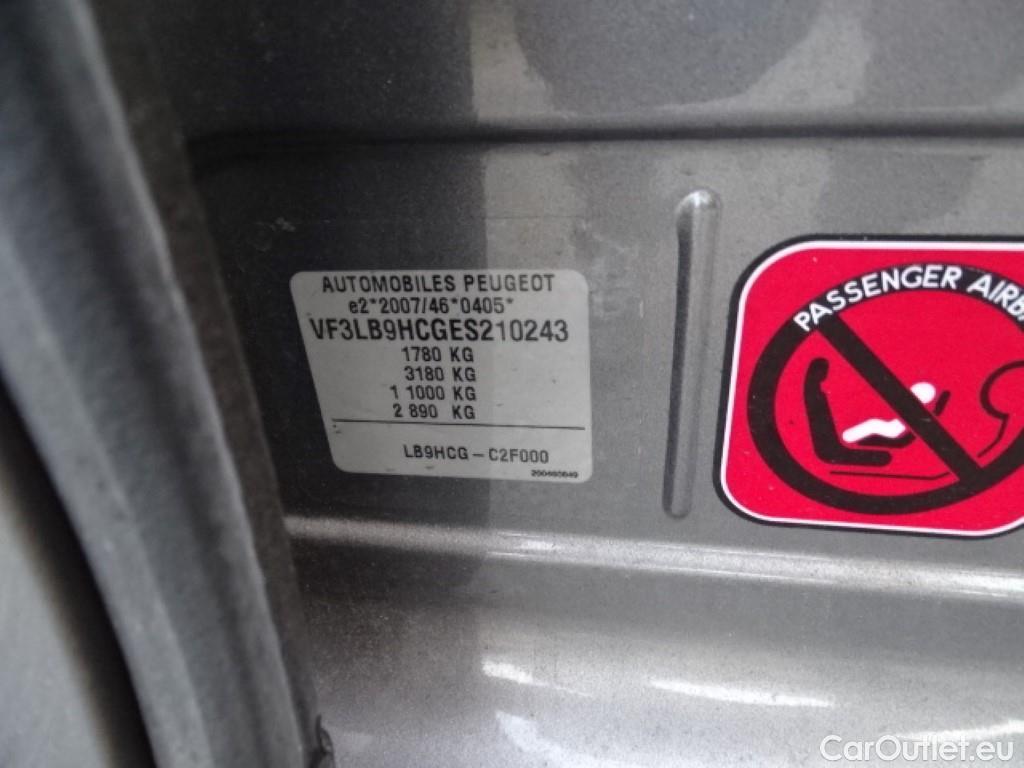 AUTOMOBILES PEUGEOT
e2*2007/46*0405*
VF3LB9HCGES210243
1780 KG
3180 KG
1 1000 KG
2 890 KG
LB9HCG-C2F000
PASSENGER
CarOutlet.eu